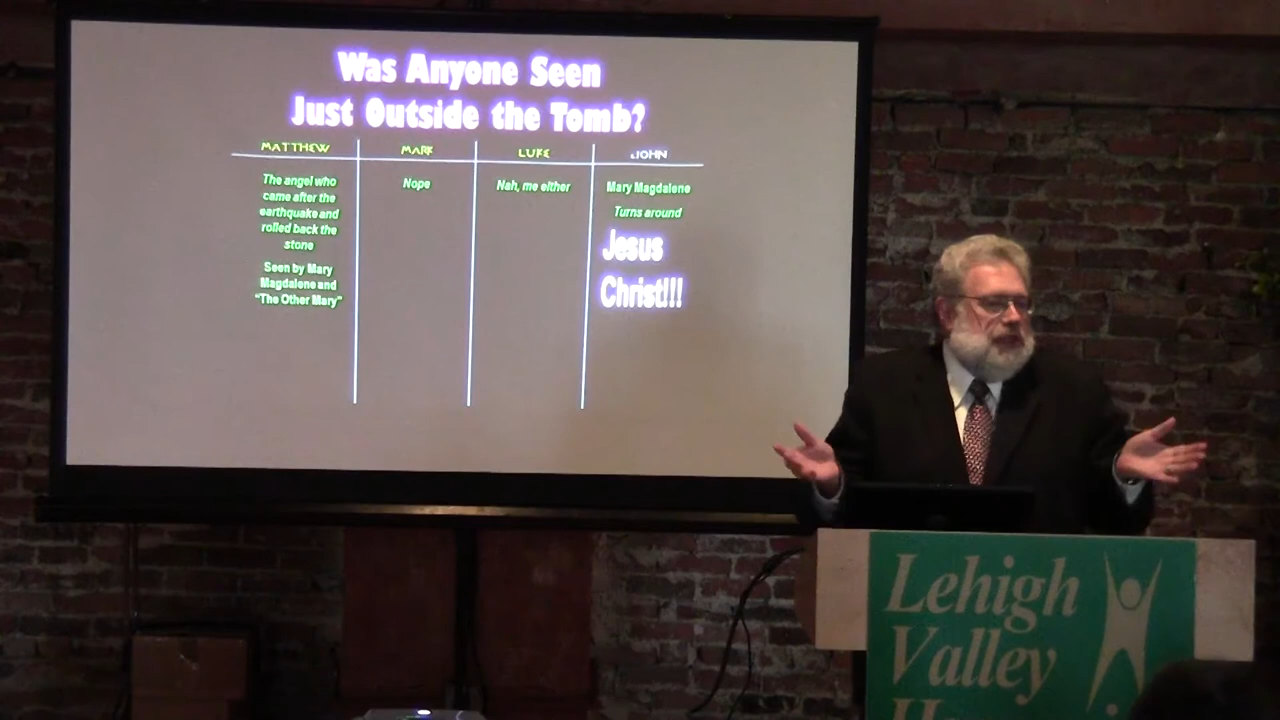 Was Anyone Seen
Just Outside the Tomb?
MATTHEW
MARK
LUKE
JOHN
The angel who
came after the
earthquake and
rolled back the
stone
Seen by Mary
Magdalene and
"The Other Mary"
Nope
Nah, me either
Mary Magdalene
Turns around
Jesus
Christ!!!
Lehigh
Valley